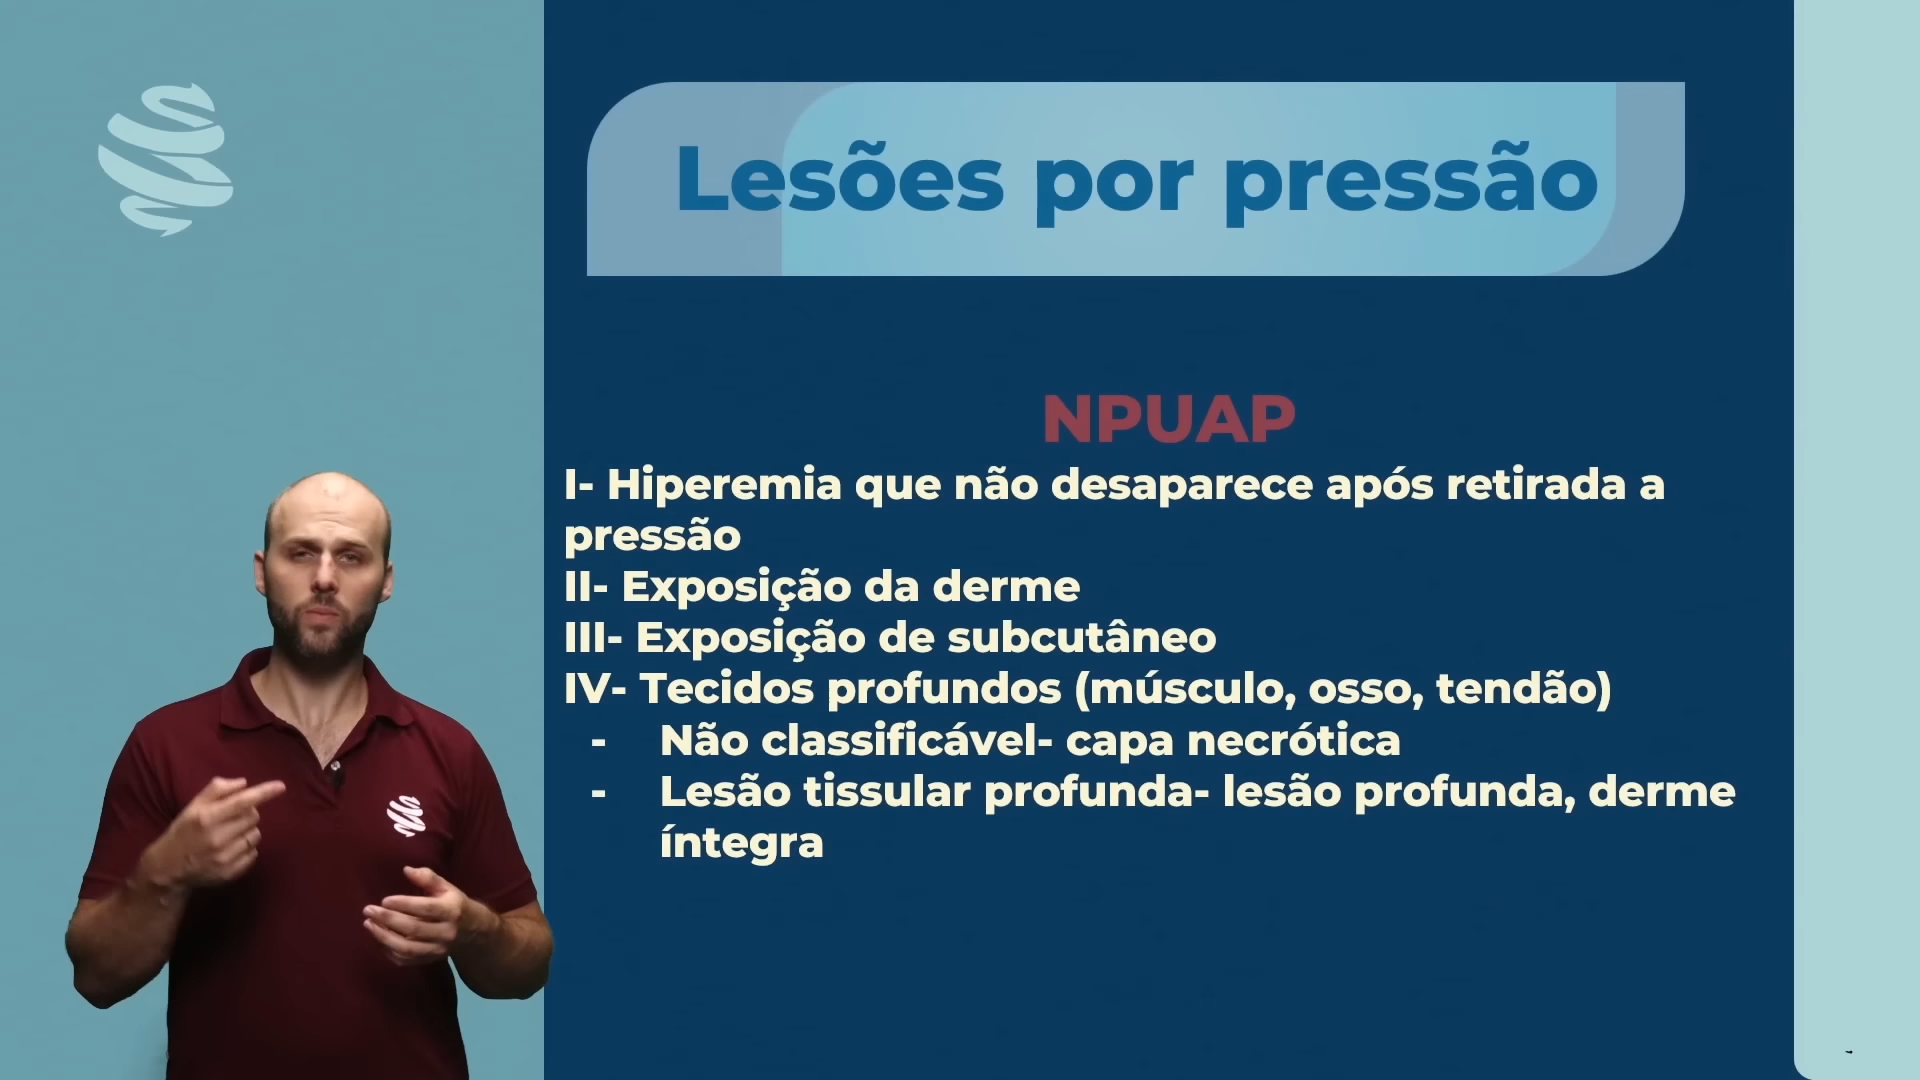 Lesões por pressão
NPUAP
I- Hiperemia que não desaparece após retirada a
pressão
II- Exposição da derme
III- Exposição de subcutâneo
IV- Tecidos profundos (músculo, osso, tendão)
- Não classificável- capa necrótica
- Lesão tissular profunda- lesão profunda, derme
íntegra